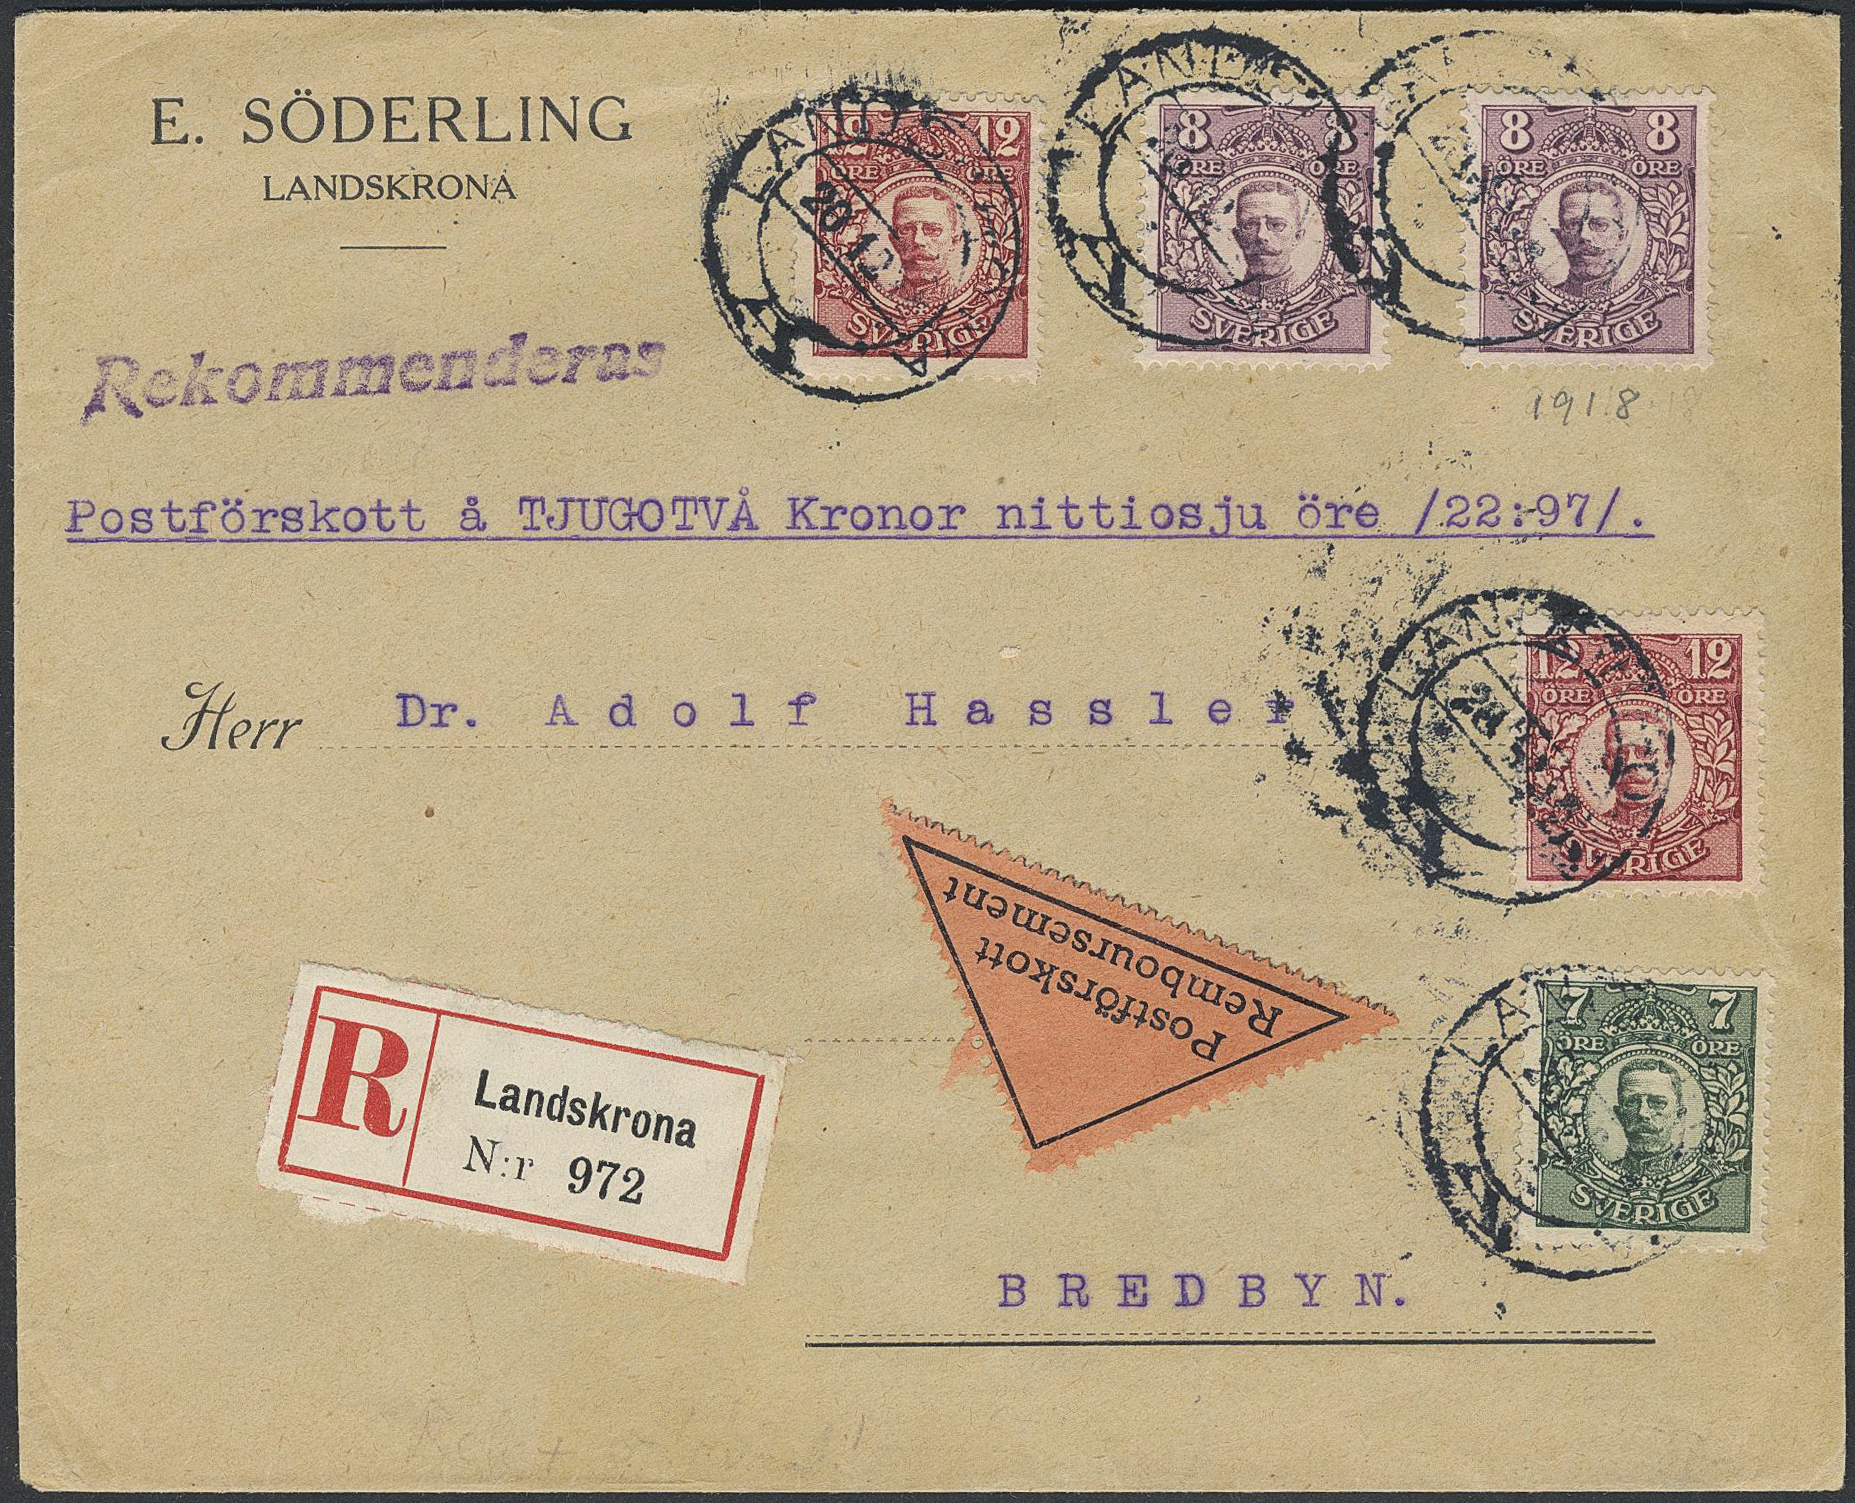 E. SÖDERLING
LANDSKRONA
12 12
ÖRE ÖRE
SVERIGE
8 8
ÖRE ÖRE
SVERIGE
8 8
ÖRE ÖRE
SVERIGE
1918
Rekommenderas
Postförskott å TJUGOTVÅ Kronor nittiosju öre /22:97/.
12 12
ÖRE ÖRE
SVERIGE
Herr Dr. Adolf Hassler
Postförskott
Remboursement
7 7
ÖRE ÖRE
SVERIGE
R
Landskrona
N:r 972
BREDBYN.